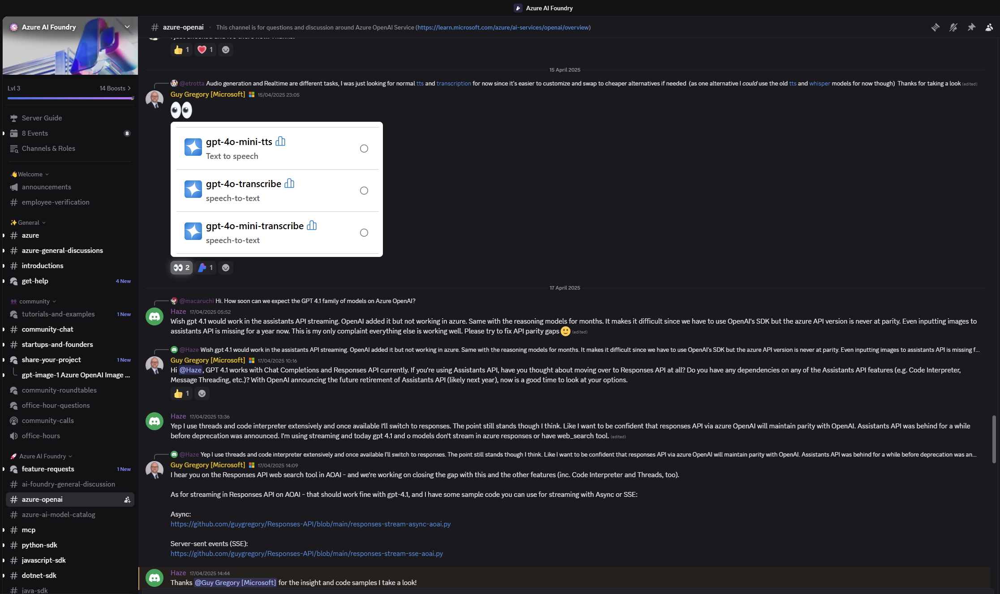 Azure AI Foundry
Azure AI Foundry
Lvl 3
14 Boosts
Server Guide
8 Events
8
Channels & Roles
Welcome
announcements
employee-verification
General
azure
azure-general-discussions
introductions
get-help
4 New
community
tutorials-and-examples
1 New
community-chat
startups-and-founders
share-your-project
1 New
gpt-image-1 Azure OpenAI Image ...
community-roundtables
office-hour-questions
community-calls
office-hours
Azure AI Foundry
feature-requests
1 New
ai-foundry-general-discussion
azure-openai
azure-ai-model-catalog
mcp
python-sdk
javascript-sdk
dotnet-sdk
java-sdk
azure-openai
This channel is for questions and discussion around Azure OpenAI Service (https://learn.microsoft.com/azure/ai-services/openai/overview)
1
1
15 April 2025
@etrotta Audio generation and Realtime are different tasks, I was just looking for normal tts and transcription for now since it's easier to customize and swap to cheaper alternatives if needed (as one alternative I could use the old tts and whisper models for now though) Thanks for taking a look (edited)
Guy Gregory [Microsoft] 15/04/2025 23:05
gpt-4o-mini-tts
Text to speech
gpt-4o-transcribe
speech-to-text
gpt-4o-mini-transcribe
speech-to-text
2
1
17 April 2025
@macaruchi Hi. How soon can we expect the GPT 4.1 family of models on Azure OpenAI?
Haze 17/04/2025 05:52
Wish gpt 4.1 would work in the assistants API streaming. OpenAI added it but not working in azure. Same with the reasoning models for months. It makes it difficult since we have to use OpenAI's SDK but the azure API version is never at parity. Even inputting images to
assistants API is missing for a year now. This is my only complaint everything else is working well. Please try to fix API parity gaps (edited)
@Haze Wish gpt 4.1 would work in the assistants API streaming. OpenAI added it but not working in azure. Same with the reasoning models for months. It makes it difficult since we have to use OpenAI's SDK but the azure API version is never at parity. Even inputting images to assistants API is missing f...
Guy Gregory [Microsoft] 17/04/2025 10:16
Hi @Haze, GPT 4.1 works with Chat Completions and Responses API currently. If you're using Assistants API, have you thought about moving over to Responses API at all? Do you have any dependencies on any of the Assistants API features (e.g. Code Interpreter,
Message Threading, etc.)? With OpenAI announcing the future retirement of Assistants API (likely next year), now is a good time to look at your options.
1
Haze 17/04/2025 13:36
Yep I use threads and code interpreter extensively and once available I'll switch to responses. The point still stands though I think. Like I want to be confident that responses API via azure OpenAI will maintain parity with OpenAI. Assistants API was behind for a while
before deprecation was announced. I'm using streaming and today gpt 4.1 and o models don't stream in azure responses or have web_search tool. (edited)
@Haze Yep I use threads and code interpreter extensively and once available I'll switch to responses. The point still stands though I think. Like I want to be confident that responses API via azure OpenAI will maintain parity with OpenAI. Assistants API was behind for a while before deprecation was an...
Guy Gregory [Microsoft] 17/04/2025 14:09
I hear you on the Responses API web search tool in AOAI - and we're working on closing the gap with this and the other features (inc. Code Interpreter and Threads, too).
As for streaming in Responses API on AOAI - that should work fine with gpt-4.1, and I have some sample code you can use for streaming with Async or SSE:
Async:
https://github.com/guygregory/Responses-API/blob/main/responses-stream-async-aoai.py
Server-sent events (SSE):
https://github.com/guygregory/Responses-API/blob/main/responses-stream-sse-aoai.py
Haze 17/04/2025 14:44
Thanks @Guy Gregory [Microsoft] for the insight and code samples I take a look!